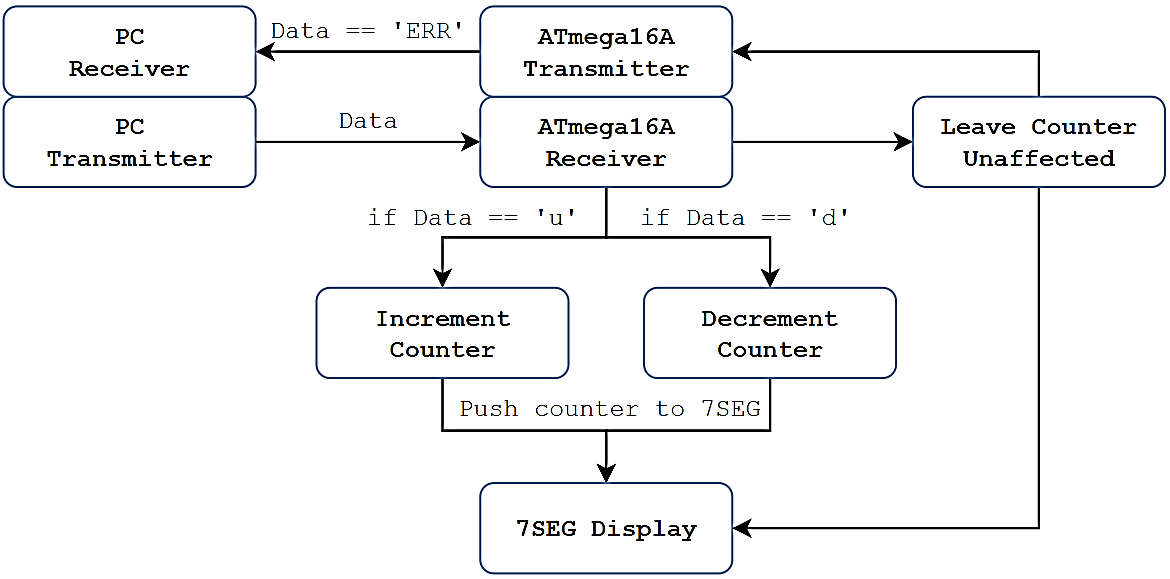 PC
Receiver
Data == 'ERR'
ATmega16A
Transmitter
PC
Transmitter
Data
ATmega16A
Receiver
Leave Counter
Unaffected
if Data == 'u'
if Data == 'd'
Increment
Counter
Decrement
Counter
Push counter to 7SEG
7SEG Display